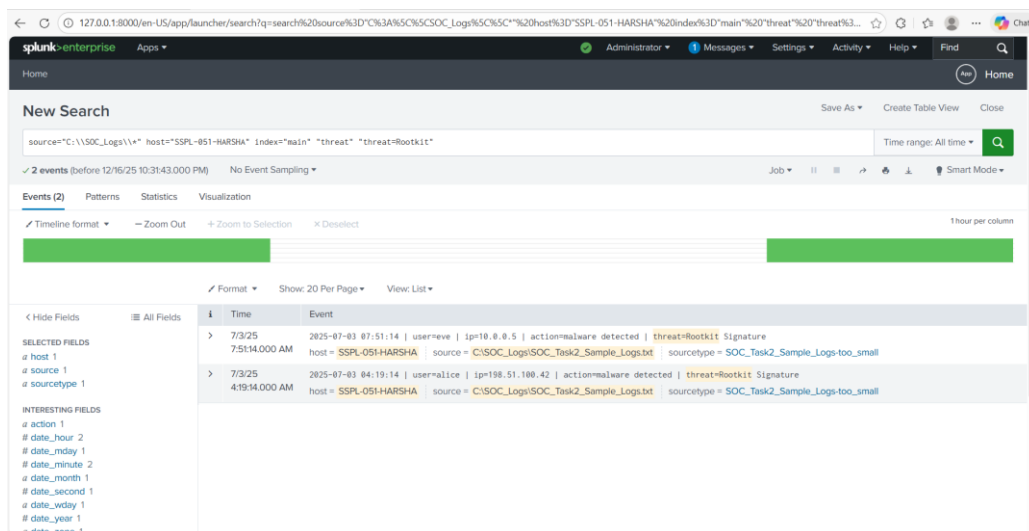 127.0.0.1:8000/en-US/app/launcher/search?q=search%20source%3D"C%3A%5C%5CSOC_Logs%5C%5C*"%20host%3D"SSPL-051-HARSHA"%20index%3D"main"%20"threat"%20"threat%3... Chat
splunk>enterprise Apps Administrator 1 Messages Settings Activity Help Find
Home App Home
New Search Save As Create Table View Close
source="C:\\SOC_Logs\\*" host="SSPL-051-HARSHA" index="main" "threat" "threat=Rootkit" Time range: All time
✓ 2 events (before 12/16/25 10:31:43.000 PM) No Event Sampling Job Smart Mode
Events (2) Patterns Statistics Visualization
Timeline format — Zoom Out + Zoom to Selection × Deselect 1 hour per column
Format Show: 20 Per Page View: List
< Hide Fields All Fields i Time Event
SELECTED FIELDS
a host 1
a source 1
a sourcetype 1
INTERESTING FIELDS
a action 1
# date_hour 2
# date_mday 1
# date_minute 2
a date_month 1
# date_second 1
a date_wday 1
# date_year 1
> 7/3/25 2025-07-03 07:51:14 | user=eve | ip=10.0.0.5 | action=malware detected | threat=Rootkit Signature
7:51:14.000 AM host = SSPL-051-HARSHA source = C:\SOC_Logs\SOC_Task2_Sample_Logs.txt sourcetype = SOC_Task2_Sample_Logs-too_small
> 7/3/25 2025-07-03 04:19:14 | user=alice | ip=198.51.100.42 | action=malware detected | threat=Rootkit Signature
4:19:14.000 AM host = SSPL-051-HARSHA source = C:\SOC_Logs\SOC_Task2_Sample_Logs.txt sourcetype = SOC_Task2_Sample_Logs-too_small